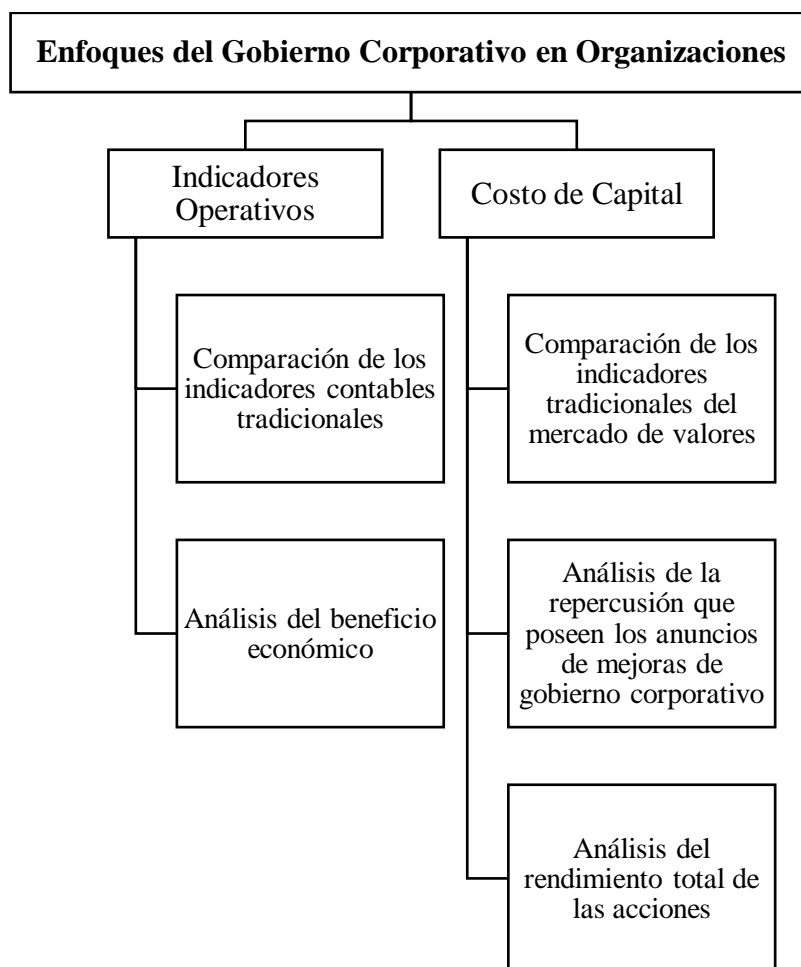 Enfoques del Gobierno Corporativo en Organizaciones
Indicadores
Operativos
Costo de Capital
Comparación de los
indicadores contables
tradicionales
Análisis del beneficio
económico
Comparación de los
indicadores
tradicionales del
mercado de valores
Análisis de la
repercusión que
poseen los anuncios
de mejoras de
gobierno corporativo
Análisis del
rendimiento total de
las acciones